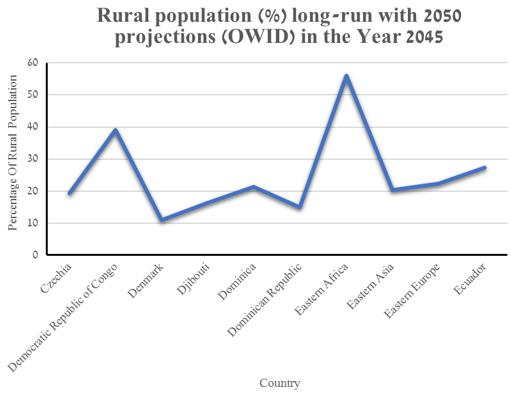 Rural population (%) long-run with 2050
projections (OWID) in the Year 2045
Percentage Of Rural Population
60
50
40
30
20
10
0
Czechia
Democratic Republic of Congo
Denmark
Djibouti
Dominica
Dominican Republic
Eastern Africa
Eastern Asia
Eastern Europe
Ecuador
Country